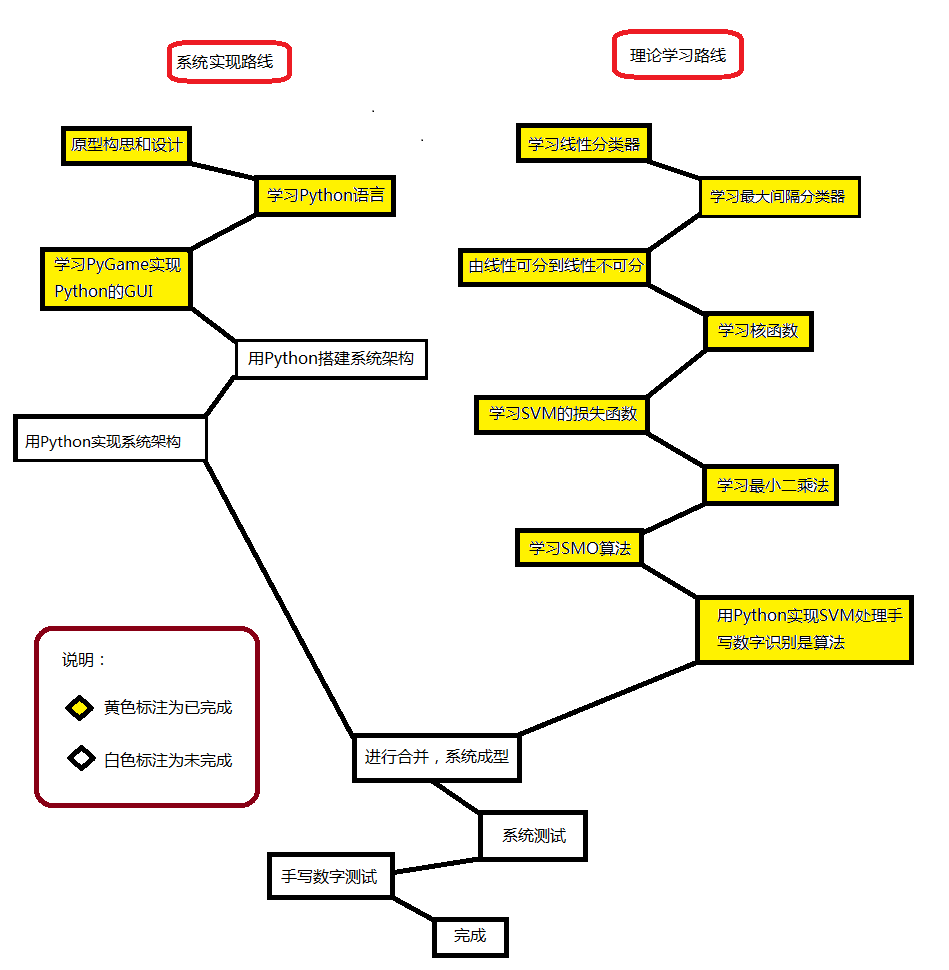 系统实现路线
原型构思和设计
学习Python语言
学习PyGame实现
Python的GUI
用Python搭建系统架构
用Python实现系统架构
理论学习路线
学习线性分类器
学习最大间隔分类器
由线性可分到线性不可分
学习核函数
学习SVM的损失函数
学习最小二乘法
学习SMO算法
用Python实现SVM处理手
写数字识别是算法
进行合并，系统成型
系统测试
手写数字测试
完成
说明：
黄色标注为已完成
白色标注为未完成